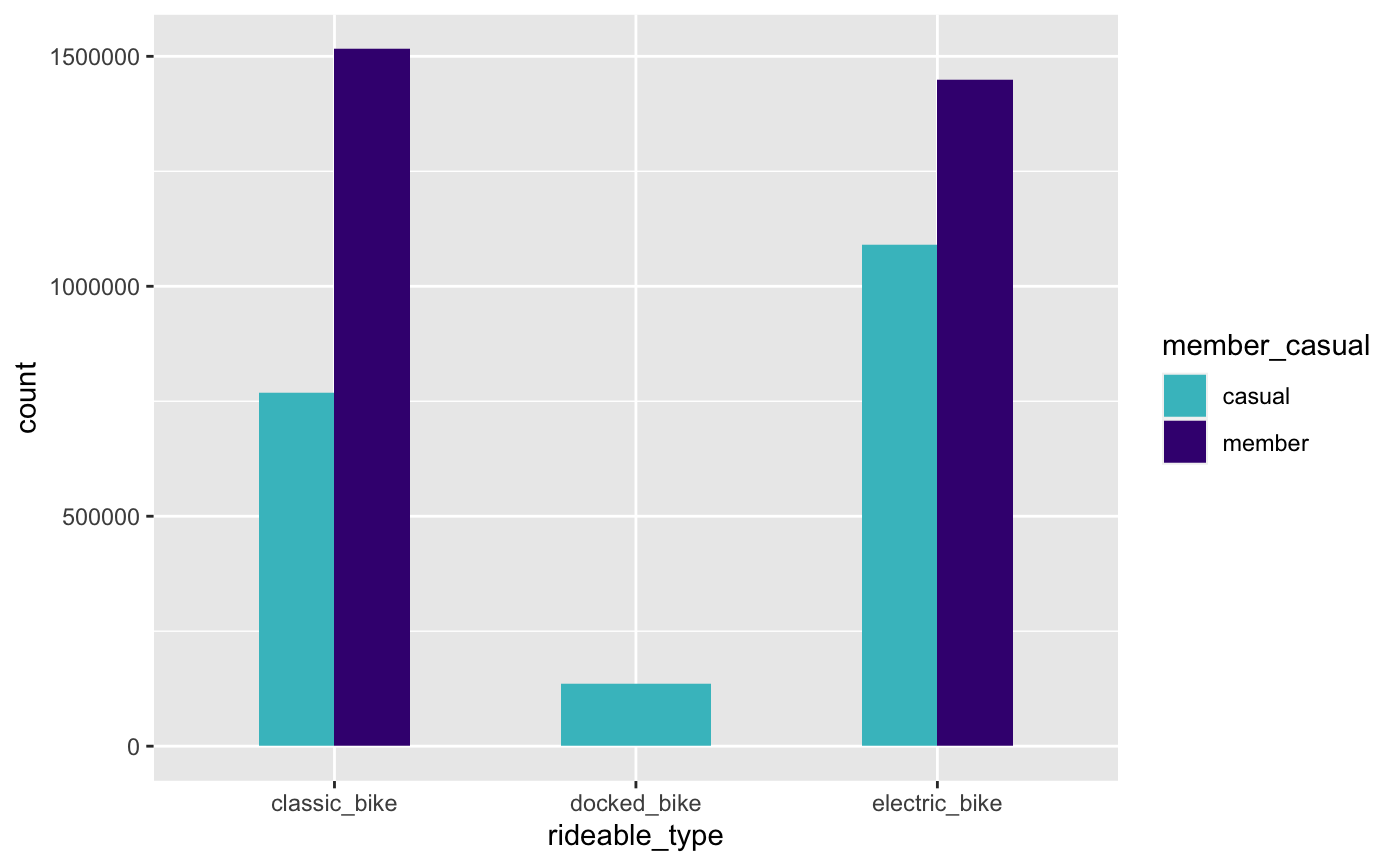 1500000
1000000
500000
0
count
classic_bike
docked_bike
electric_bike
rideable_type
member_casual
casual
member